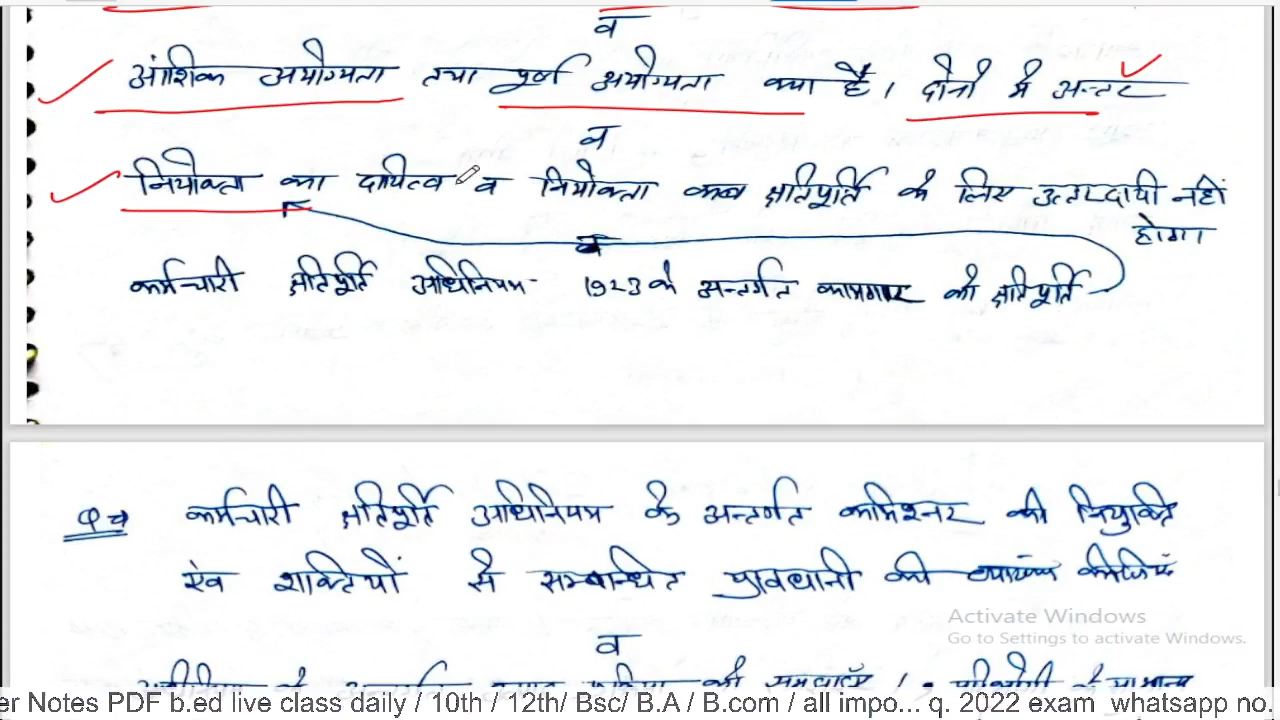 व
आंशिक अयोग्यता तथा पूर्ण अयोग्यता क्या है। दोनो मे अन्तर
व
नियोक्ता का दायित्व व नियोक्ता कब क्षतिपूर्ति के लिए उत्तरदायी नहीं
होगा
व
कर्मचारी क्षतिपूर्ति अधिनियम 1923 के अन्तर्गत कामगार की क्षतिपूर्ति
कर्मचारी क्षतिपूर्ति अधिनियम के अन्तर्गत कमिश्नर की नियुक्ति
एंव शक्तियों से सम्बन्धित प्रावधानो की कीजिएं
Activate Windows
Go to Settings to activate Windows.
व
के अन्तर्गत को
er Notes PDF b.ed live class daily / 10th / 12th/ Bsc/ B.A / B.com / all impo... q. 2022 exam whatsapp no.